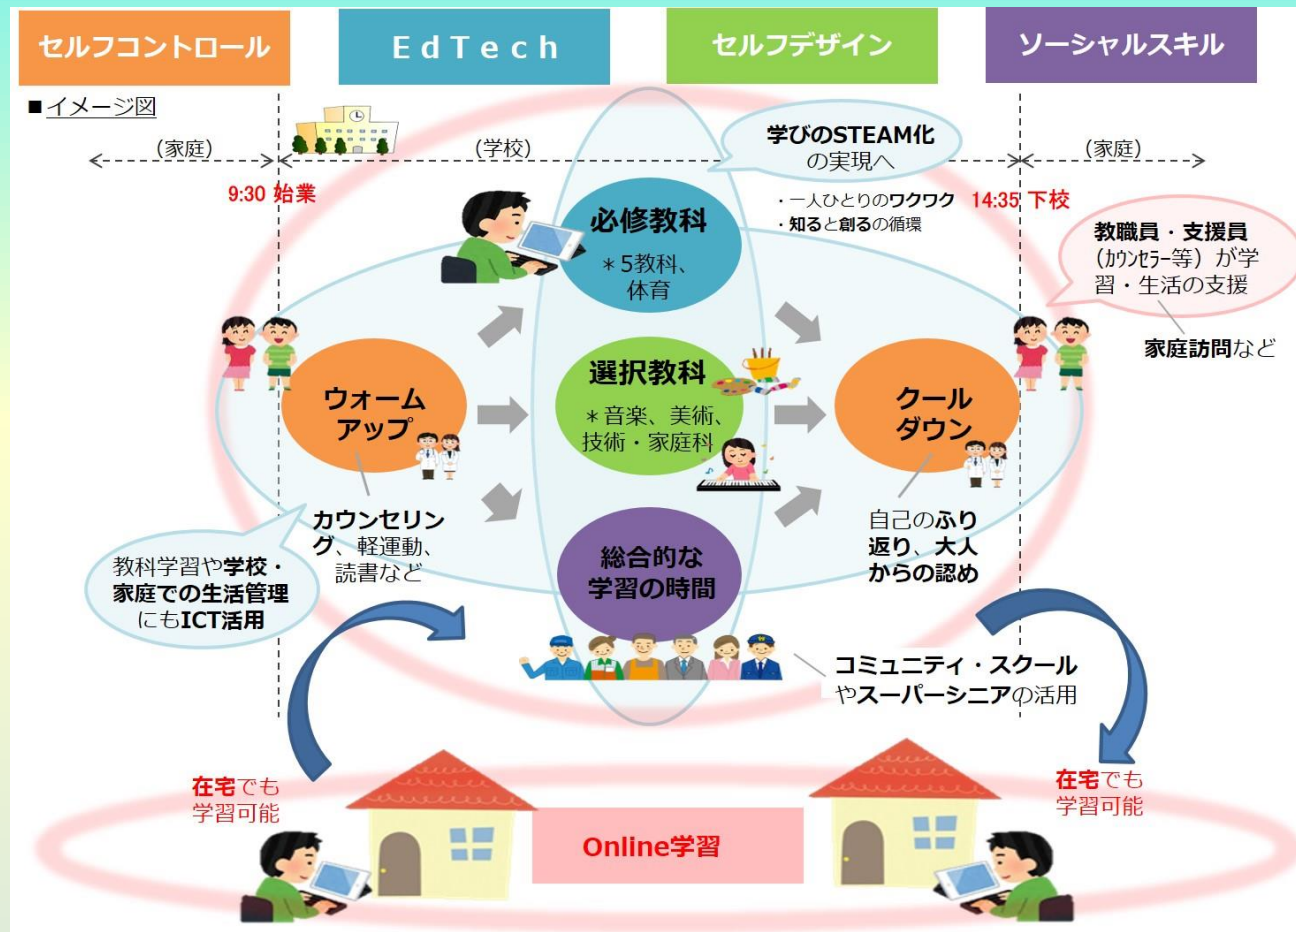 セルフコントロール
EdTech
セルフデザイン
ソーシャルスキル
■イメージ図
(家庭)
(学校)
(家庭)
9:30 始業
14:35 下校
学びのSTEAM化
の実現へ
・一人ひとりのワクワク
・知ると創るの循環
教職員・支援員
(カウンセラー等)が学
習・生活の支援
家庭訪問など
必修教科
＊5教科、
体育
選択教科
＊音楽、美術、
技術・家庭科
総合的な
学習の時間
ウォーム
アップ
クール
ダウン
カウンセリン
グ、軽運動、
読書など
自己のふり
返り、大人
からの認め
教科学習や学校・
家庭での生活管理
にもICT活用
コミュニティ・スクール
やスーパーシニアの活用
在宅でも
学習可能
Online学習
在宅でも
学習可能